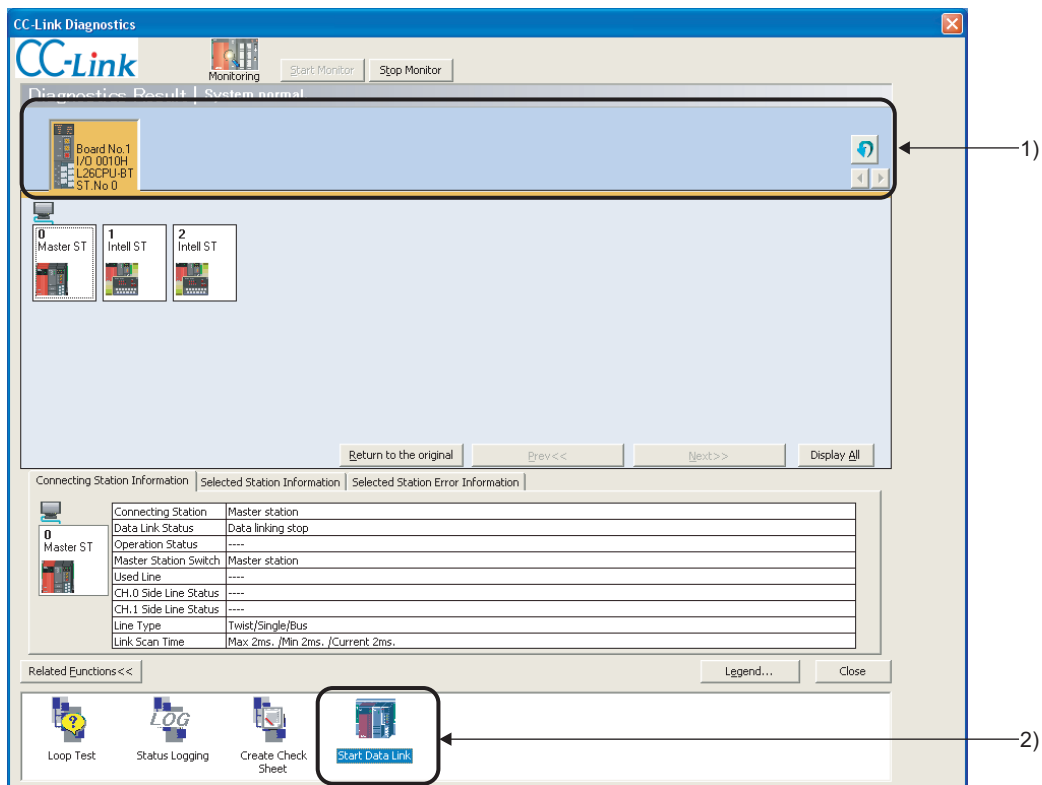 CC-Link Diagnostics
CC-Link
Monitoring
Start Monitor
Stop Monitor
Diagnostics Result | System normal
Board No.1
I/O 0010H
L26CPU-BT
ST.No 0
1)
0
Master ST
1
Intell ST
2
Intell ST
Return to the original
Prev<<
Next>>
Display All
Connecting Station Information
Selected Station Information
Selected Station Error Information
0
Master ST
Connecting Station Master station
Data Link Status Data linking stop
Operation Status ----
Master Station Switch Master station
Used Line ----
CH.0 Side Line Status ----
CH.1 Side Line Status ----
Line Type Twist/Single/Bus
Link Scan Time Max 2ms. /Min 2ms. /Current 2ms.
Related Functions<<
Legend...
Close
LOG
Loop Test
Status Logging
Create Check
Sheet
Start Data Link
2)